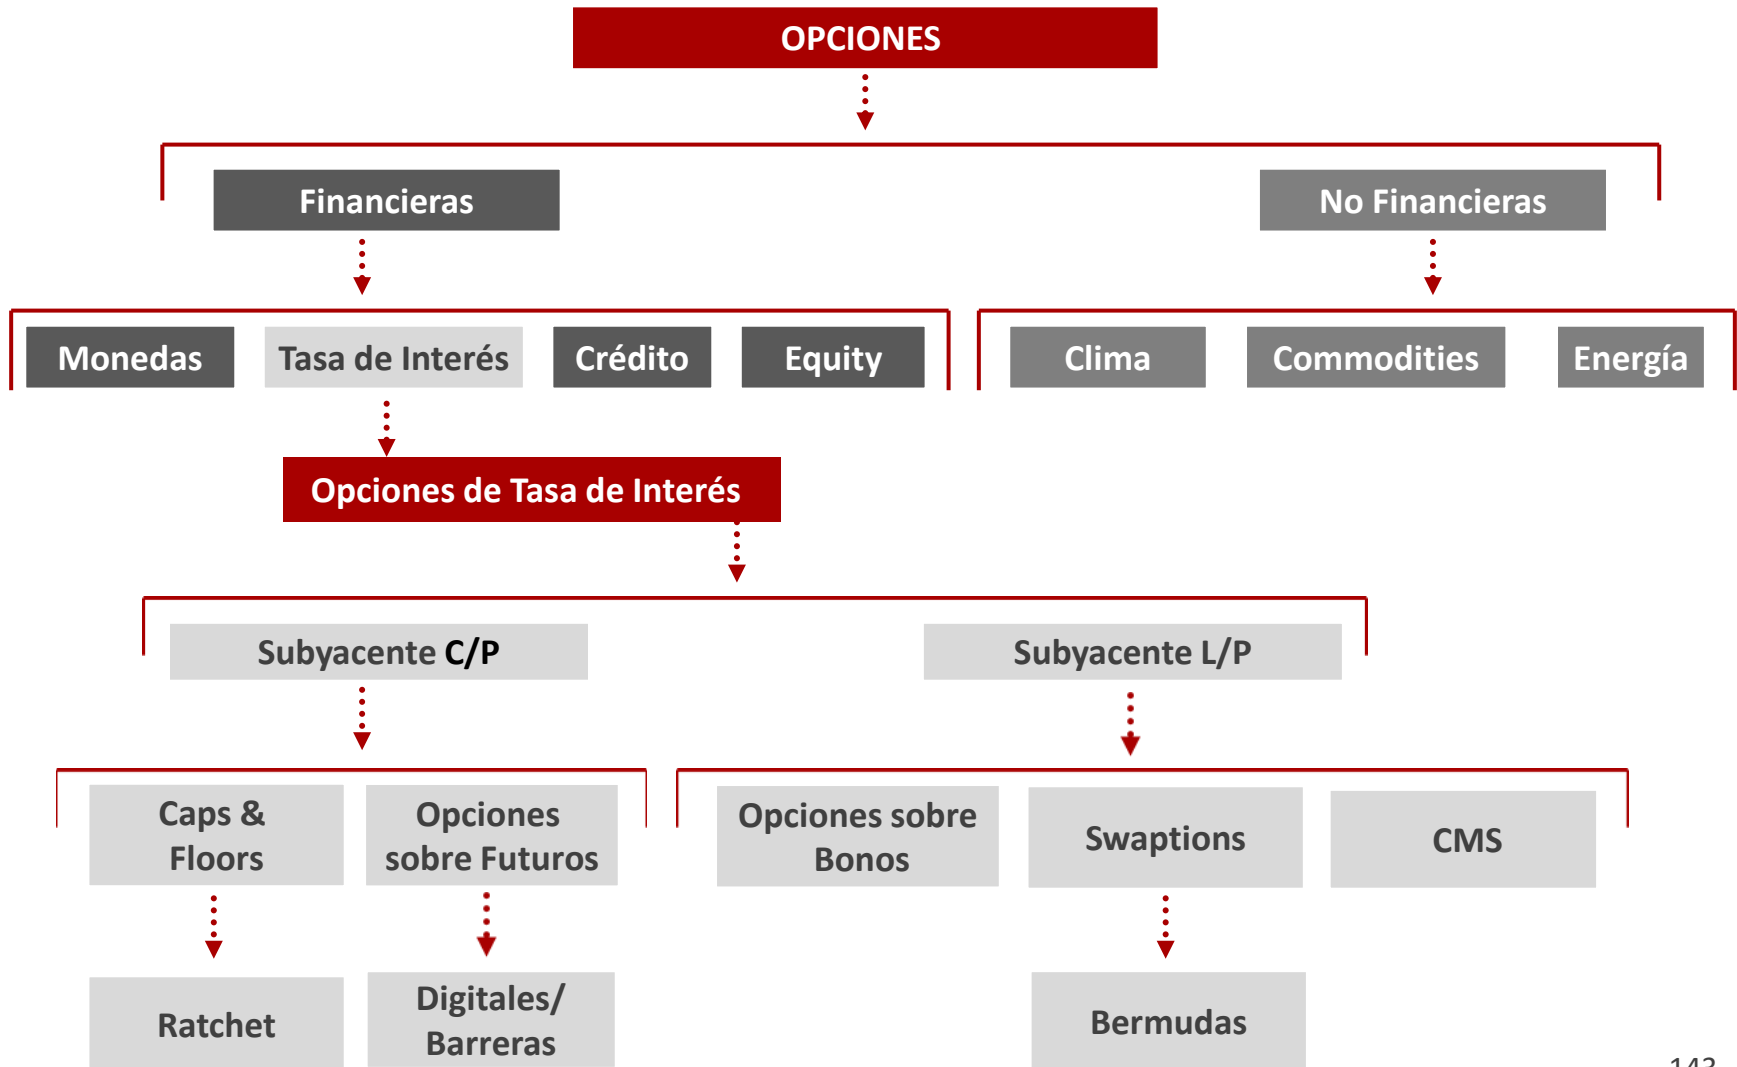 OPCIONES
Financieras
No Financieras
Monedas
Tasa de Interés
Crédito
Equity
Clima
Commodities
Energía
Opciones de Tasa de Interés
Subyacente C/P
Subyacente L/P
Caps &
Floors
Opciones
sobre Futuros
Opciones sobre
Bonos
Swaptions
CMS
Ratchet
Digitales/
Barreras
Bermudas
143